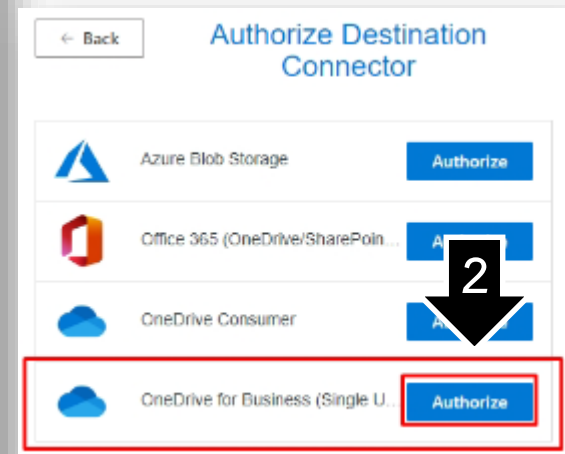 ← Back
Authorize Destination
Connector
Azure Blob Storage
Authorize
Office 365 (OneDrive/SharePoin...
2
OneDrive Consumer
OneDrive for Business (Single U...
Authorize